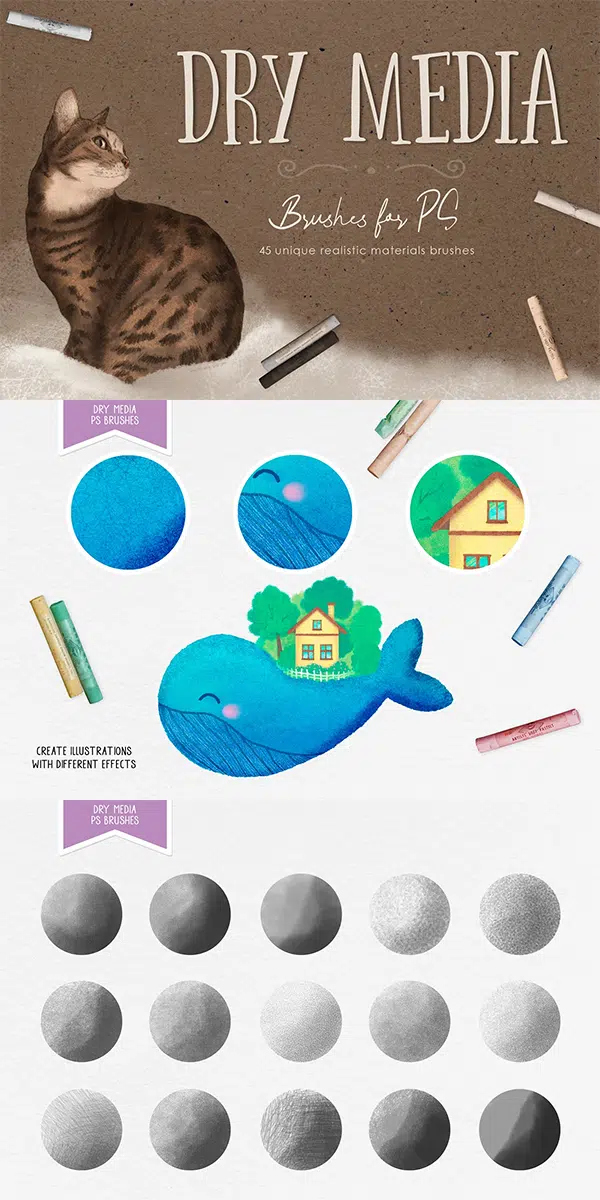 DRY MEDIA
Brushes for PS
45 unique realistic materials brushes
DRY MEDIA
PS BRUSHES
CREATE ILLUSTRATIONS
WITH DIFFERENT EFFECTS
DRY MEDIA
PS BRUSHES